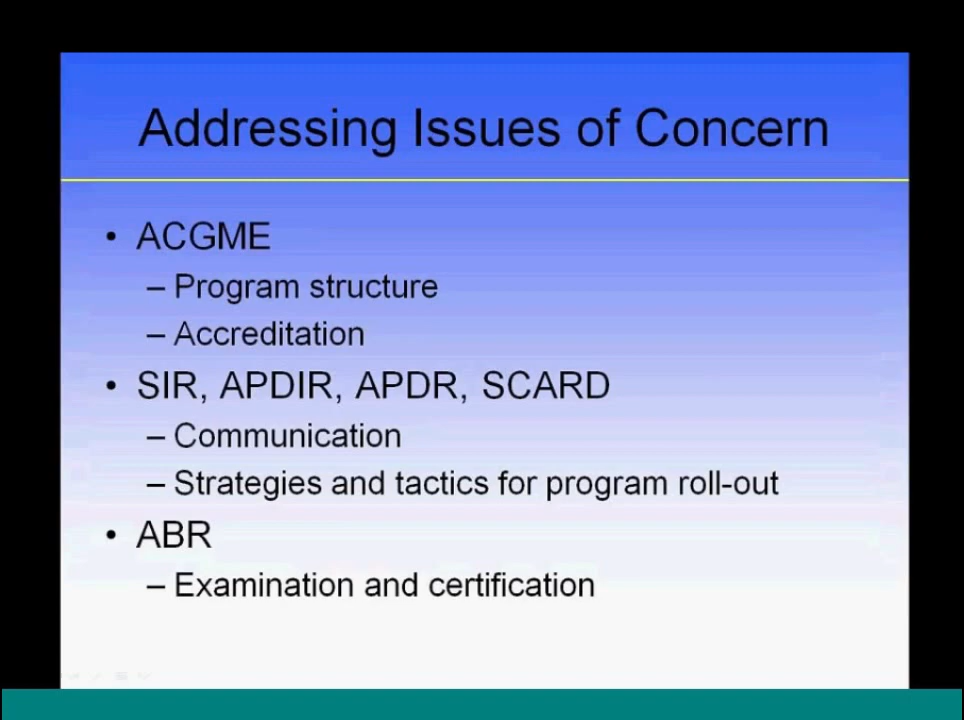 Addressing Issues of Concern
• ACGME
– Program structure
– Accreditation
• SIR, APDIR, APDR, SCARD
– Communication
– Strategies and tactics for program roll-out
• ABR
– Examination and certification